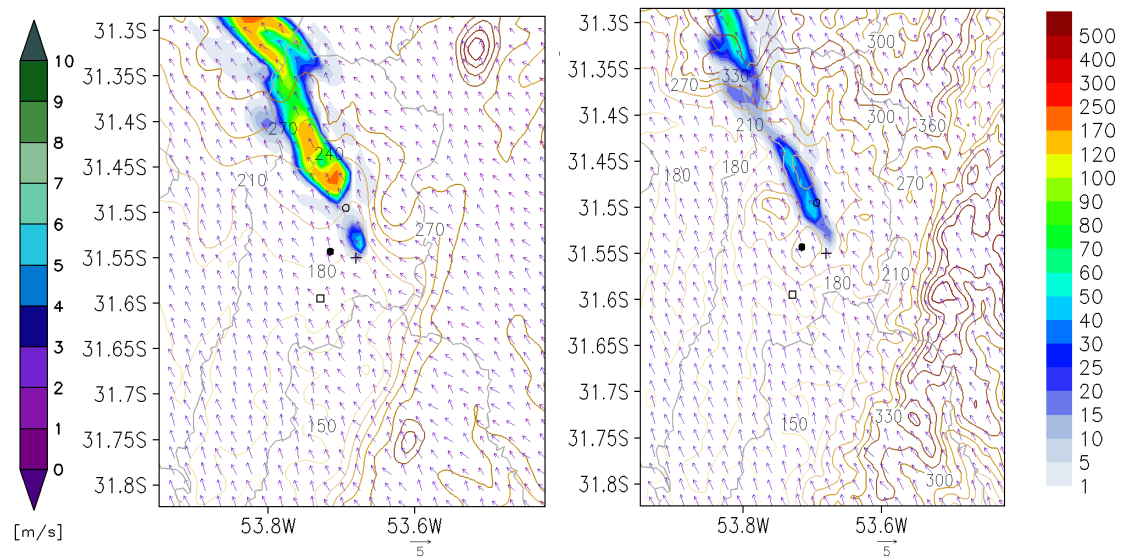 10
9
8
7
6
5
4
3
2
1
0
[m/s]
31.3S
31.35S
31.4S
31.45S
31.5S
31.55S
31.6S
31.65S
31.7S
31.75S
31.8S
270
240
210
270
180
150
53.8W
53.6W
5
31.3S
31.35S
31.4S
31.45S
31.5S
31.55S
31.6S
31.65S
31.7S
31.75S
31.8S
300
330
270
210
300
360
180
180
270
210
180
330
150
300
53.8W
53.6W
5
500
400
300
250
170
120
100
90
80
70
60
50
40
30
25
20
15
10
5
1